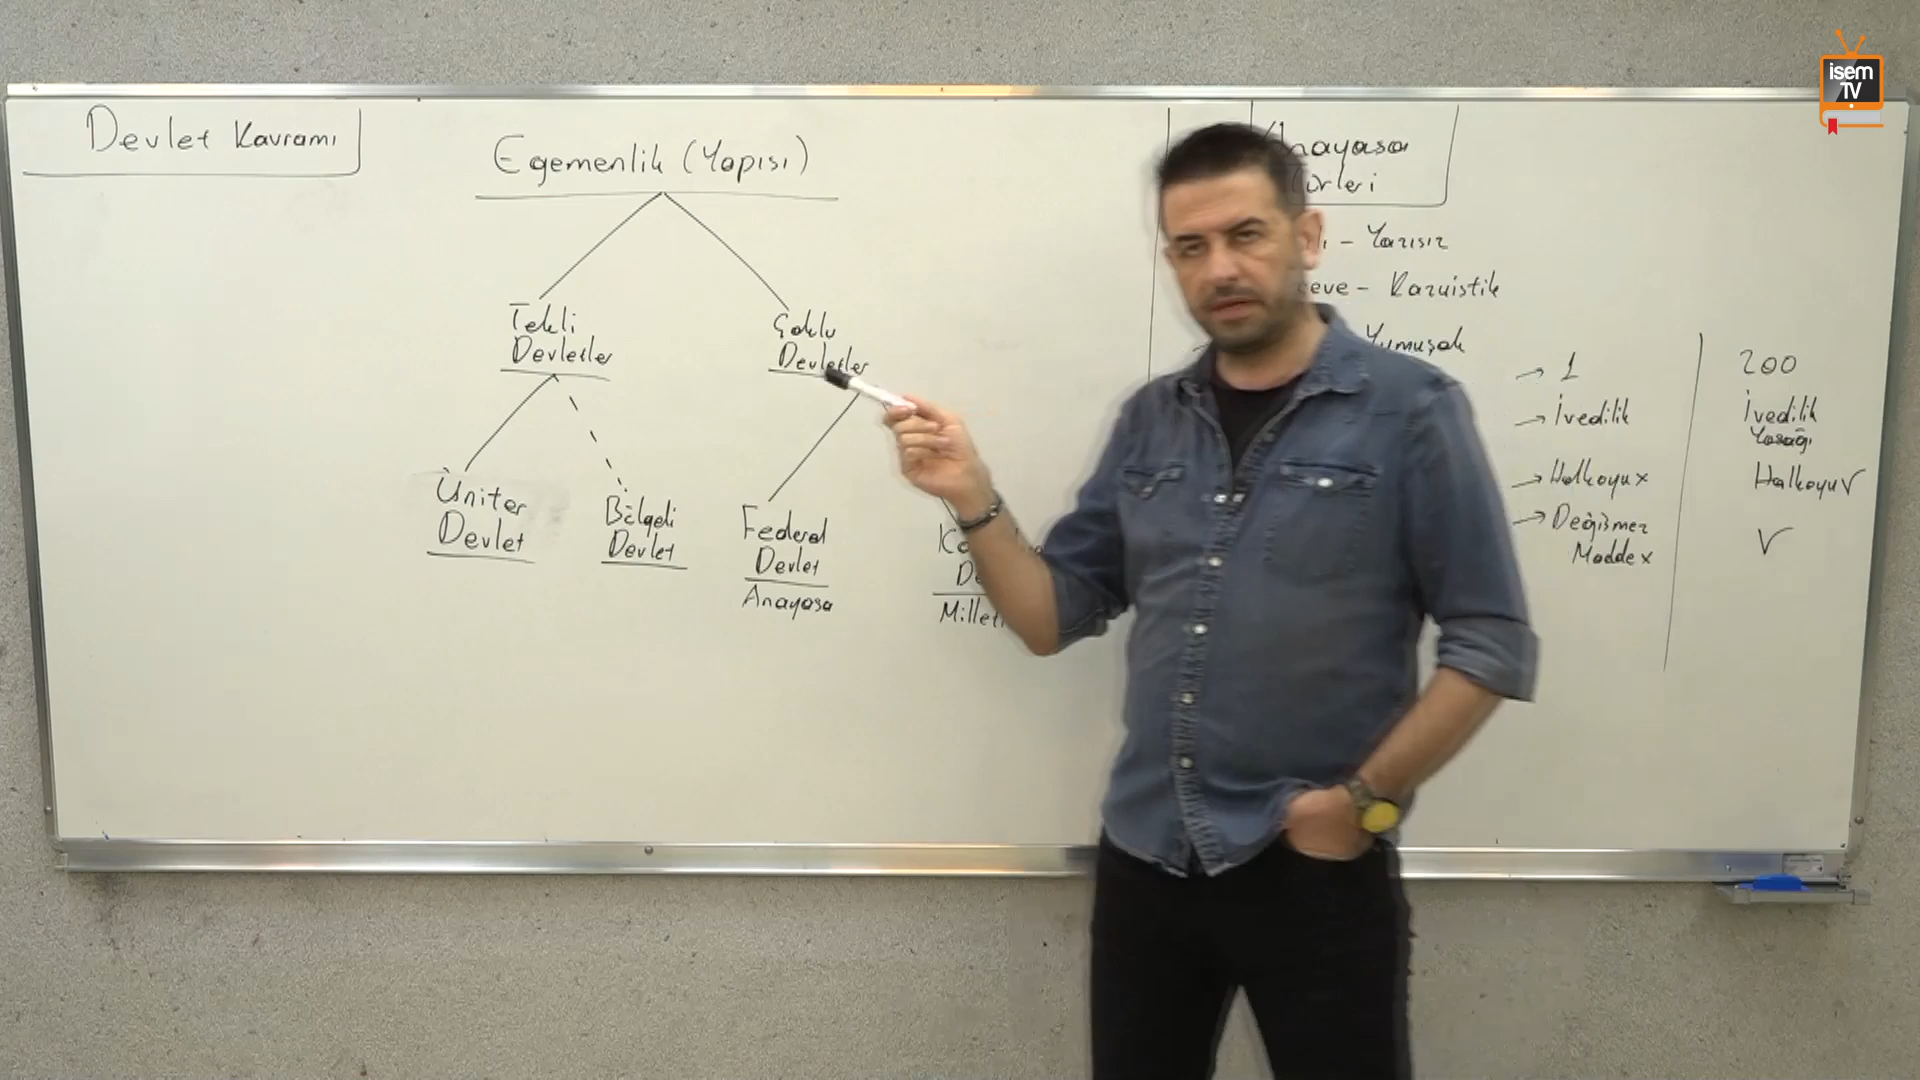 Devlet Kavramı
Egemenlik (Yapısı)
Tekli
Devletler
Çoklu
Devletler
Üniter
Devlet
Bölgeli
Devlet
Federal
Devlet
Anayasa
- Yazısız
- Kazuistik
Yumuşak
→ 1
→ İvedilik
→ Halkoyu x
→ Değişmez
Madde x
200
İvedilik
Yasağı
Halkoyu √
√
isem
TV